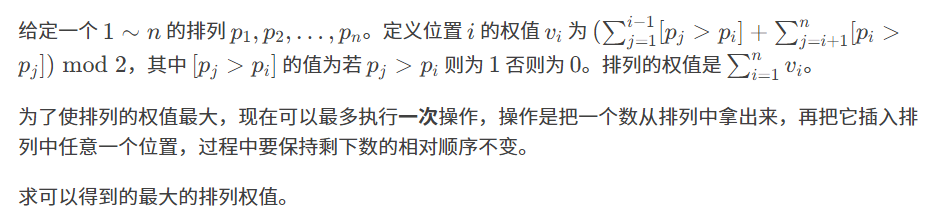 给定一个 $1 \sim n$ 的排列 $p_1, p_2, \ldots, p_n$。定义位置 $i$ 的权值 $v_i$ 为 $(\sum_{j=1}^{i-1}[p_j > p_i] + \sum_{j=i+1}^{n}[p_i >$
$p_j]) \bmod 2$，其中 $[p_j > p_i]$ 的值为若 $p_j > p_i$ 则为 $1$ 否则为 $0$。排列的权值是 $\sum_{i=1}^{n} v_i$。
为了使排列的权值最大，现在可以最多执行一次操作，操作是把一个数从排列中拿出来，再把它插入排
列中任意一个位置，过程中要保持剩下数的相对顺序不变。
求可以得到的最大的排列权值。